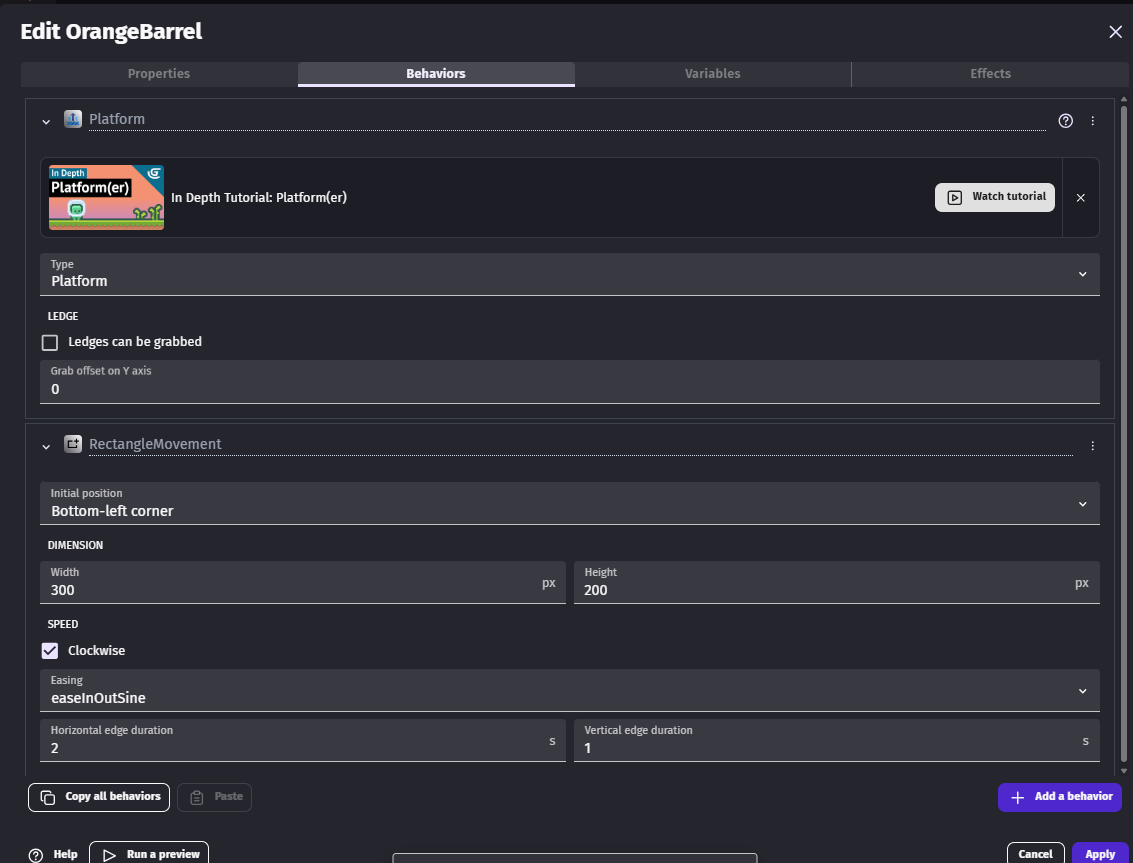 Edit OrangeBarrel
Properties
Behaviors
Variables
Effects
Platform
In Depth
Platform(er)
In Depth Tutorial: Platform(er)
Watch tutorial
Type
Platform
LEDGE
Ledges can be grabbed
Grab offset on Y axis
0
RectangleMovement
Initial position
Bottom-left corner
DIMENSION
Width
300
px
Height
200
px
SPEED
Clockwise
Easing
easeInOutSine
Horizontal edge duration
2
s
Vertical edge duration
1
s
Copy all behaviors
Paste
Add a behavior
Help
Run a preview
Cancel
Apply